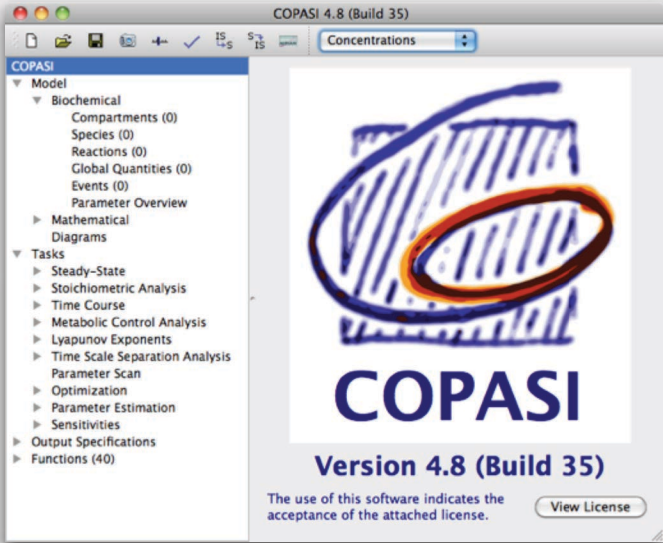 COPASI 4.8 (Build 35)
IS
S
S
IS
Concentrations
COPASI
Model
Biochemical
Compartments (0)
Species (0)
Reactions (0)
Global Quantities (0)
Events (0)
Parameter Overview
Mathematical
Diagrams
Tasks
Steady-State
Stoichiometric Analysis
Time Course
Metabolic Control Analysis
Lyapunov Exponents
Time Scale Separation Analysis
Parameter Scan
Optimization
Parameter Estimation
Sensitivities
Output Specifications
Functions (40)
COPASI
Version 4.8 (Build 35)
The use of this software indicates the
acceptance of the attached license.
View License